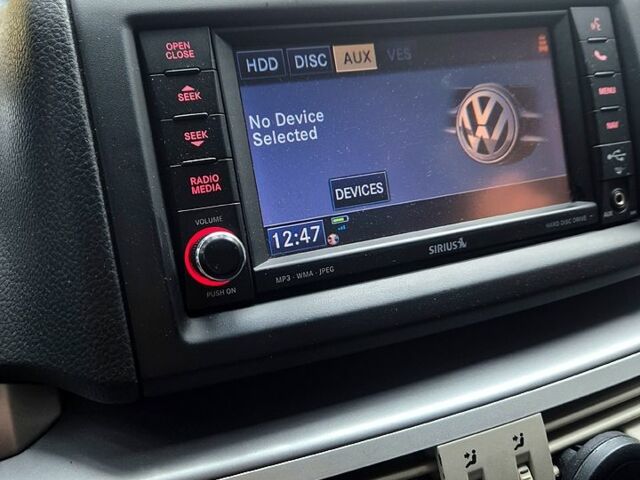 OPEN
CLOSE
SEEK
SEEK
RADIO
MEDIA
VOLUME
PUSH ON
HDD DISC AUX VES
No Device
Selected
DEVICES
12:47
MP3 · WMA · JPEG
SIRIUS
HARD DISC DRIVE
MENU
NAV
AUX